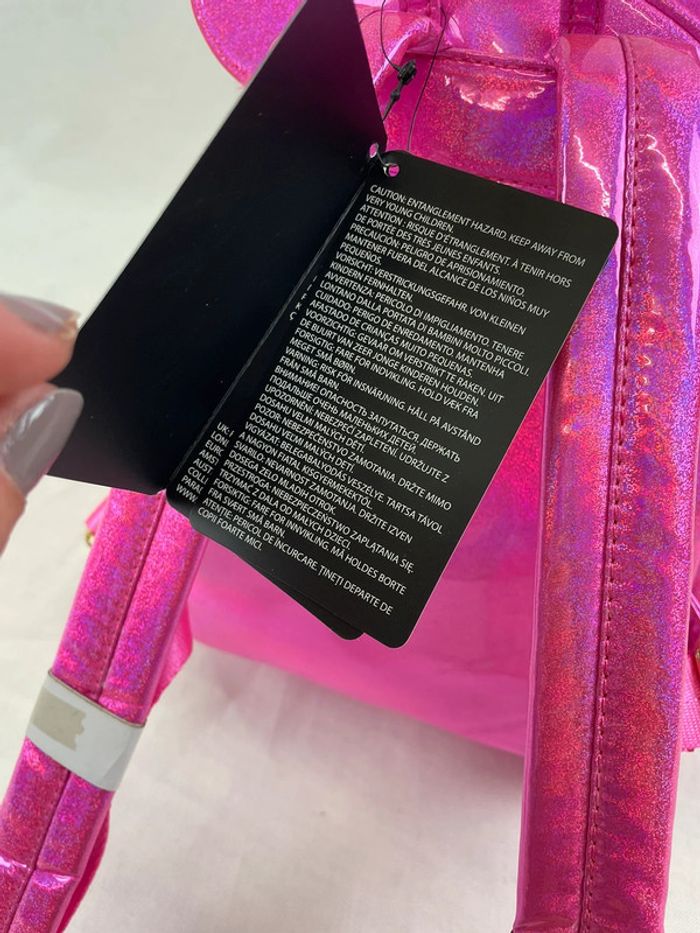 CAUTION: ENTANGLEMENT HAZARD. KEEP AWAY FROM
VERY YOUNG CHILDREN.
ATTENTION : RISQUE D'ÉTRANGLEMENT. À TENIR HORS
DE PORTÉE DES TRÈS JEUNES ENFANTS.
PRECAUCIÓN: PELIGRO DE APRISIONAMIENTO.
MANTENER FUERA DEL ALCANCE DE LOS NIÑOS MUY
PEQUEÑOS.
VORSICHT: VERSTRICKUNGSGEFAHR. VON KLEINEN
KINDERN FERNHALTEN.
AVVERTENZA: PERICOLO DI IMPIGLIAMENTO. TENERE
LONTANO DALLA PORTATA DI BAMBINI MOLTO PICCOLI.
CUIDADO: PERIGO DE ENREDAMENTO. MANTENHA
AFASTADO DE CRIANÇAS MUITO PEQUENAS.
VOORZICHTIG: GEVAAR OM VERSTRIKT TE RAKEN. UIT
DE BUURT VAN ZEER JONGE KINDEREN HOUDEN.
FORSIGTIG: FARE FOR INDVIKLING. HOLD VÆK FRA
MEGET SMÅ BØRN.
VARNING: RISK FÖR INSNÄRJNING. HÅLL PÅ AVSTÅND
FRÅN SMÅ BARN.
ВНИМАНИЕ! ОПАСНОСТЬ ЗАПУТАТЬСЯ. ДЕРЖАТЬ
ПОДАЛЬШЕ ОЧЕНЬ МАЛЕНЬКИХ ДЕТЕЙ.
UPOZORNĚNÍ: NEBEZPEČÍ ZAPLETENÍ. UDRŽUJTE Z
DOSAHU VELMI MALÝCH DĚTÍ.
POZOR: NEBEZPEČENSTVO ZAMOTANIA. DRŽTE MIMO
DOSAHU VEĽMI MALÝCH DETÍ.
VIGYÁZAT: BELEGABALYODÁS VESZÉLYE. TARTSA TÁVOL
A NAGYON FIATAL KISGYERMEKEKTŐL.
SVARILO: NEVARNOST ZAMOTANJA. DRŽITE IZVEN
DOSEGA ZELO MLADIH OTROK.
PRZESTROGA: NIEBEZPIECZEŃSTWO ZAPLĄTANIA SIĘ.
TRZYMAĆ Z DALA OD MAŁYCH DZIECI.
FORSIKTIG: FARE FOR INNVIKLING. MÅ HOLDES BORTE
FRA SVÆRT SMÅ BARN.
ATENȚIE: PERICOL DE ÎNCURCARE. ȚINEȚI DEPARTE DE
COPII FOARTE MICI.